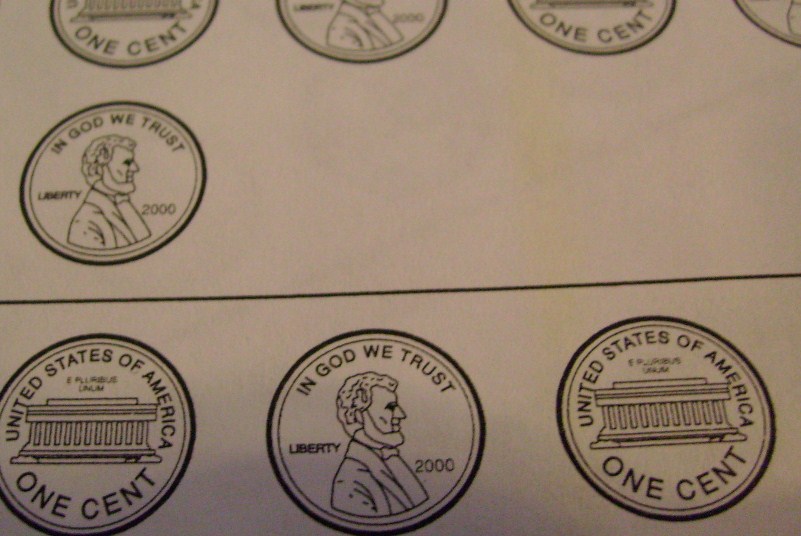 ONE CENT
LIBERTY
2000
ONE CENT
IN GOD WE TRUST
LIBERTY
2000
UNITED STATES OF AMERICA
E PLURIBUS
UNUM
ONE CENT
IN GOD WE TRUST
LIBERTY
2000
UNITED STATES OF AMERICA
E PLURIBUS
UNUM
ONE CENT